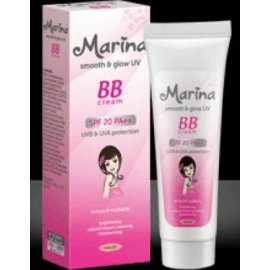 Marina
smooth & glow UV
BB
cream
SPF 20 PA++
UVB & UVA protection
Marina
smooth & glow UV
BB
cream
SPF 20 PA++
UVB & UVA protection